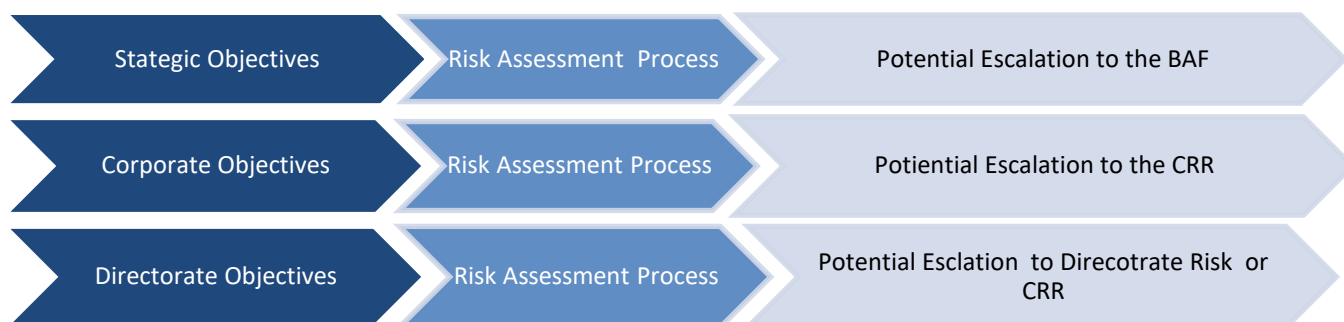 Stategic Objectives
Risk Assessment Process
Potential Escalation to the BAF
Corporate Objectives
Risk Assessment Process
Potiential Escalation to the CRR
Directorate Objectives
Risk Assessment Process
Potential Esclation to Direcotrate Risk or
CRR